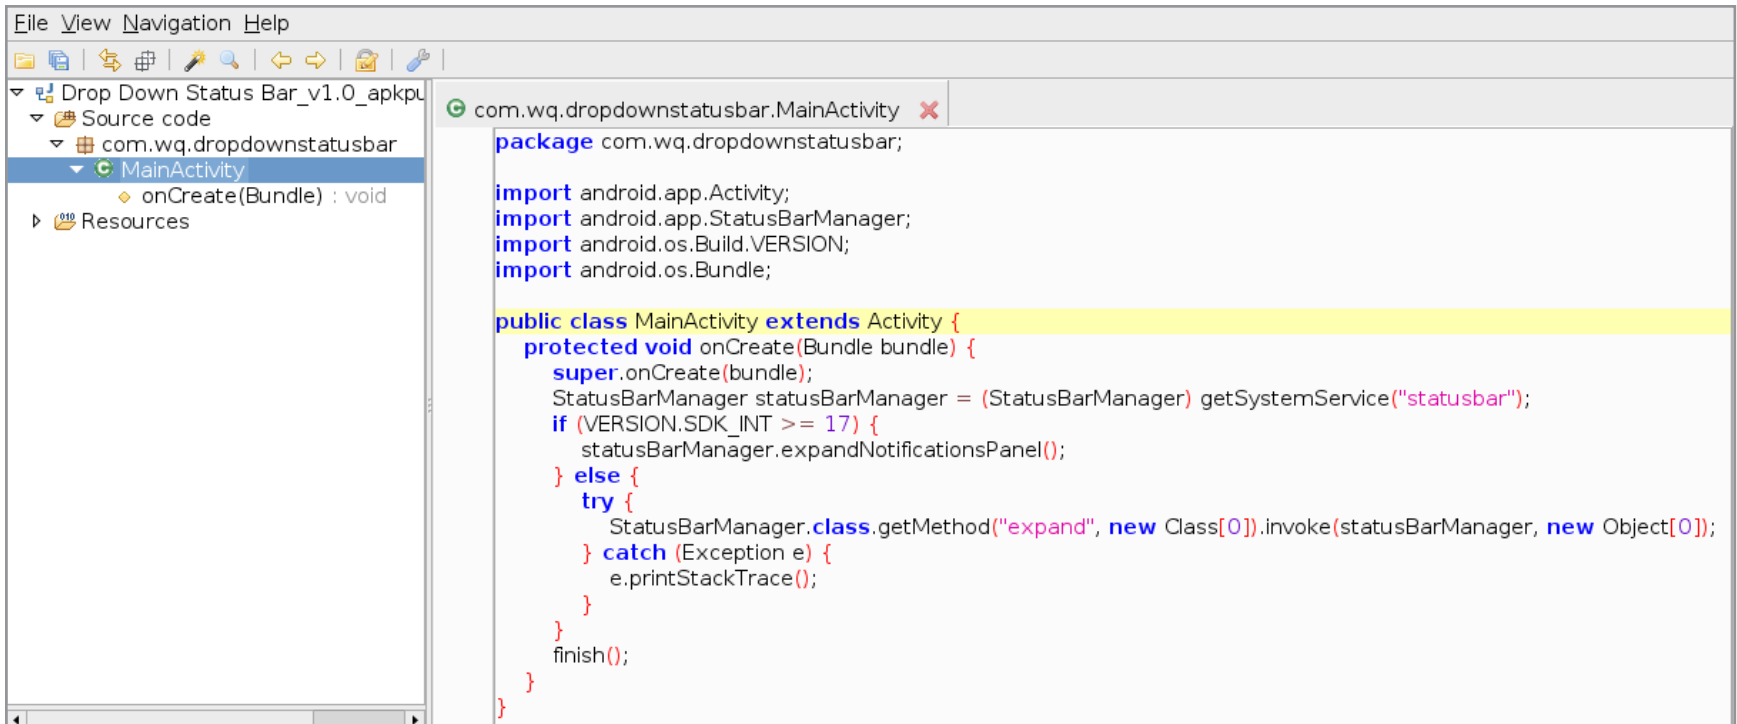 File View Navigation Help
Drop Down Status Bar_v1.0_apkpu
Source code
com.wq.dropdownstatusbar
MainActivity
onCreate(Bundle) : void
Resources
com.wq.dropdownstatusbar.MainActivity
package com.wq.dropdownstatusbar;
import android.app.Activity;
import android.app.StatusBarManager;
import android.os.Build.VERSION;
import android.os.Bundle;
public class MainActivity extends Activity {
protected void onCreate(Bundle bundle) {
super.onCreate(bundle);
StatusBarManager statusBarManager = (StatusBarManager) getSystemService("statusbar");
if (VERSION.SDK_INT >= 17) {
statusBarManager.expandNotificationsPanel();
} else {
try {
StatusBarManager.class.getMethod("expand", new Class[0]).invoke(statusBarManager, new Object[0]);
} catch (Exception e) {
e.printStackTrace();
}
}
finish();
}
}